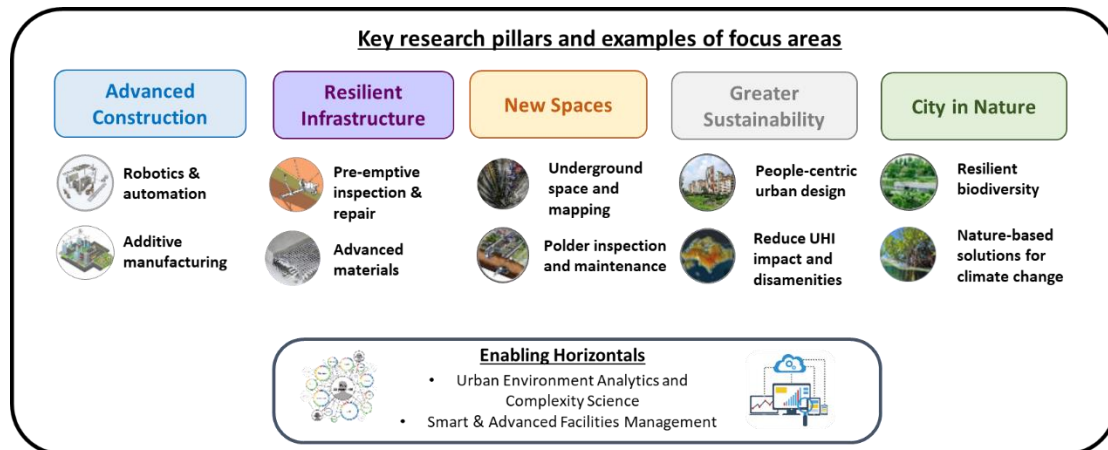 Key research pillars and examples of focus areas
Advanced
Construction
Resilient
Infrastructure
New Spaces
Greater
Sustainability
City in Nature
Robotics &
automation
Pre-emptive
inspection &
repair
Underground
space and
mapping
People-centric
urban design
Resilient
biodiversity
Additive
manufacturing
Advanced
materials
Polder inspection
and maintenance
Reduce UHI
impact and
disamenities
Nature-based
solutions for
climate change
Enabling Horizontals
• Urban Environment Analytics and
Complexity Science
• Smart & Advanced Facilities Management